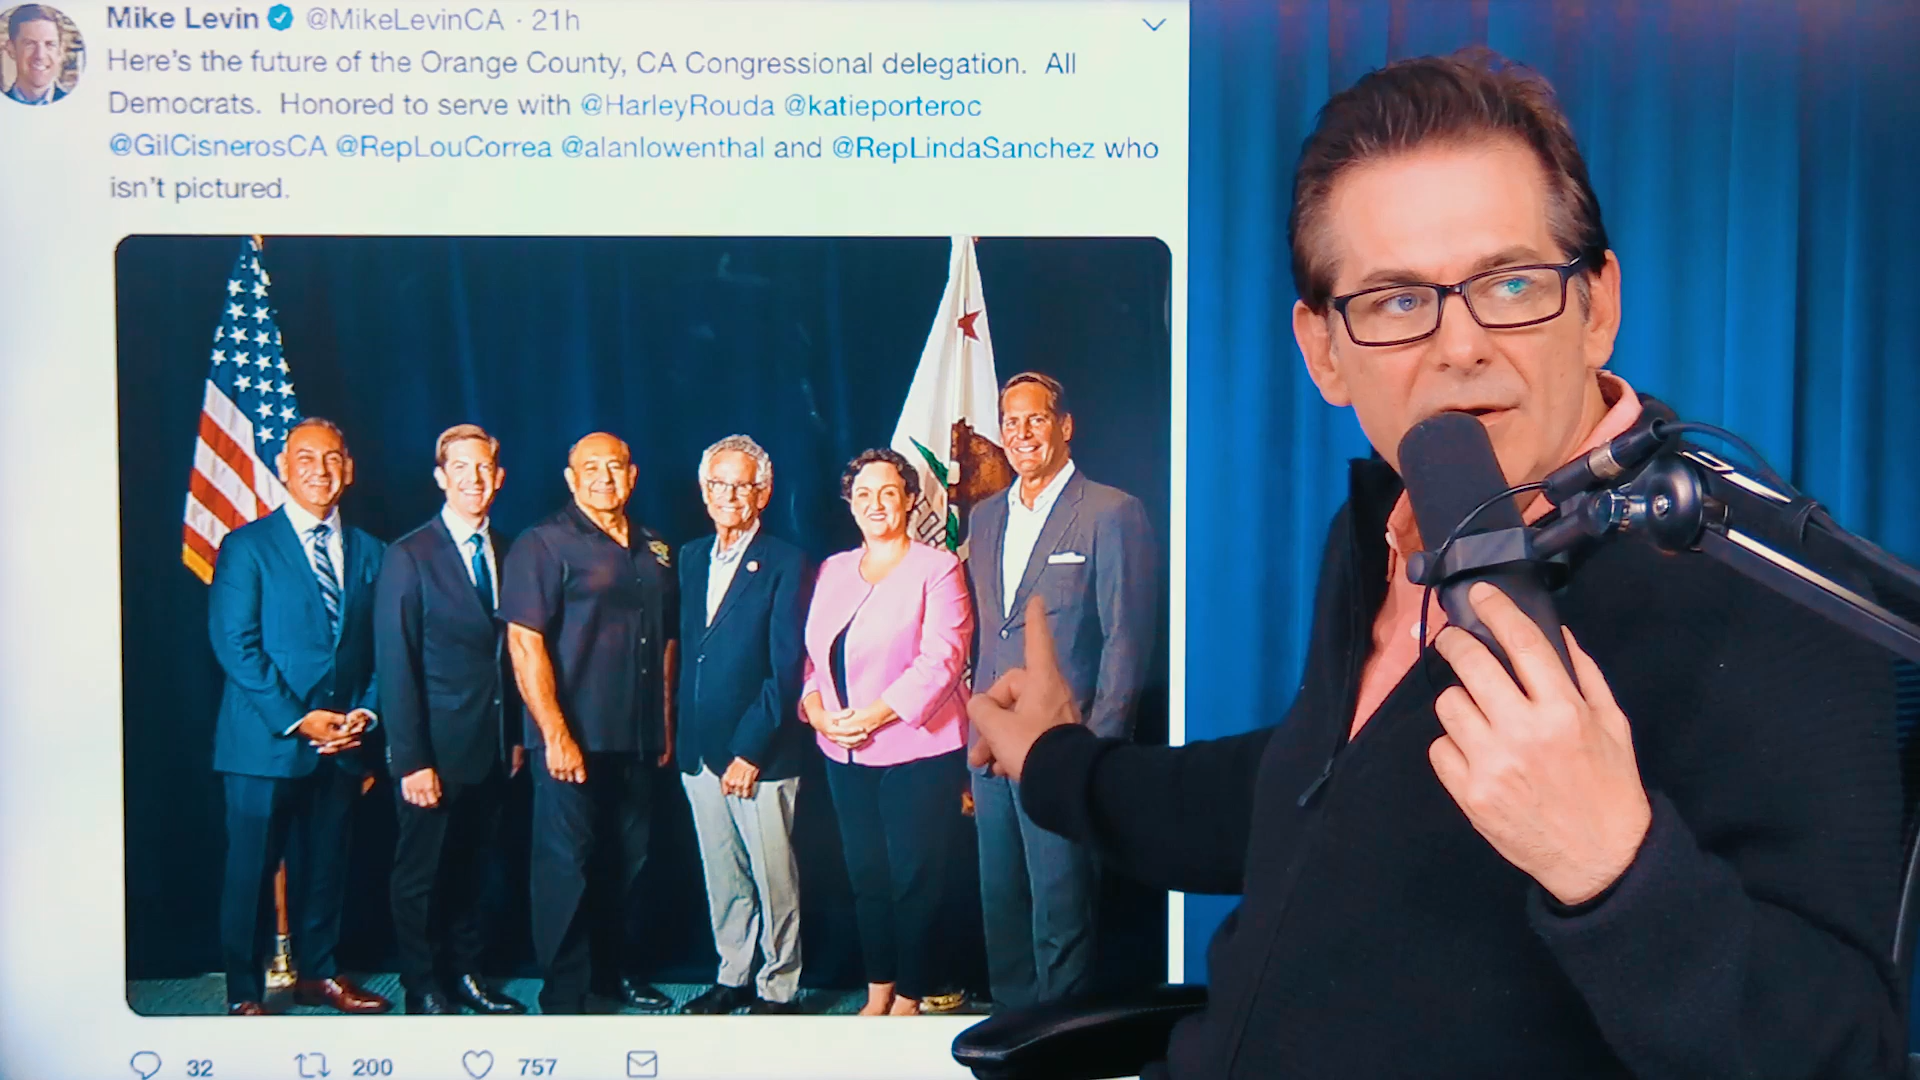 Mike Levin @MikeLevinCA · 21h
Here's the future of the Orange County, CA Congressional delegation. All
Democrats. Honored to serve with @HarleyRouda @katieporteroc
@GilCisnerosCA @RepLouCorrea @alanlowenthal and @RepLindaSanchez who
isn't pictured.
32 200 757